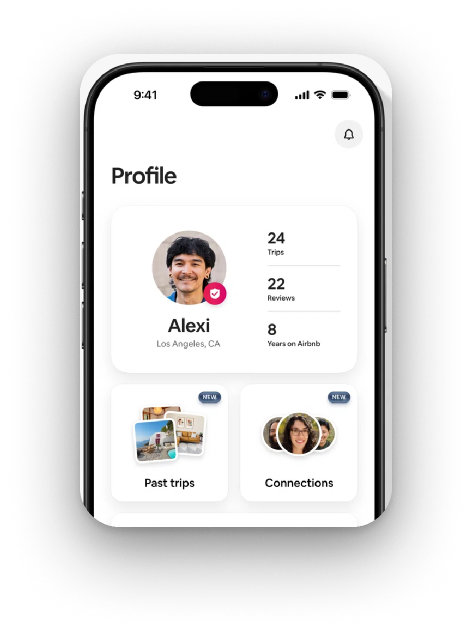 9:41
Profile
24
Trips
22
Reviews
Alexi
8
Los Angeles, CA
Years on Airbnb
NEW
NEW
Past trips
Connections